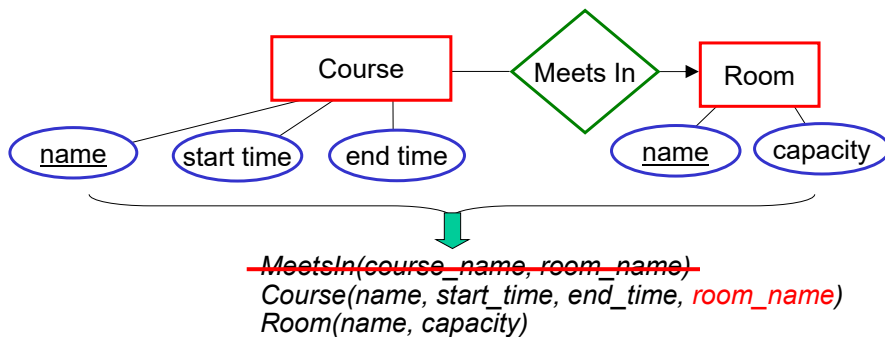 Course
Meets In
Room
name
start time
end time
name
capacity
MeetsIn(course_name, room_name)
Course(name, start_time, end_time, room_name)
Room(name, capacity)